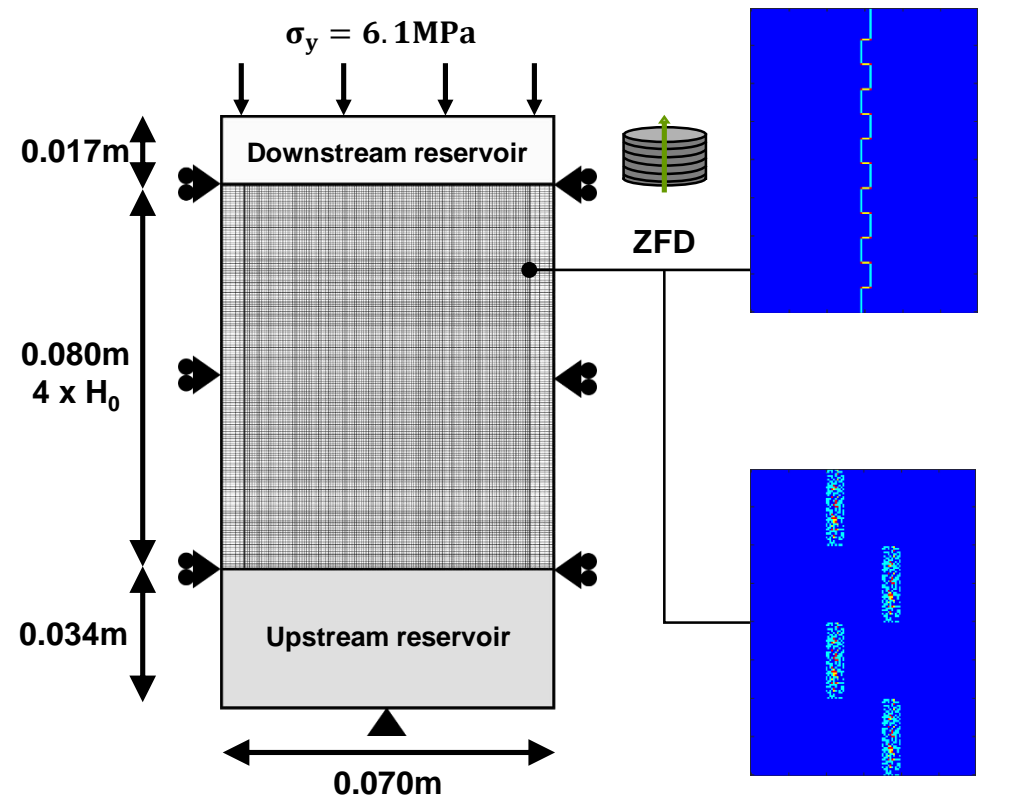 σy = 6.1MPa
0.017m
Downstream reservoir
ZFD
0.080m
4 x H0
0.034m
Upstream reservoir
0.070m